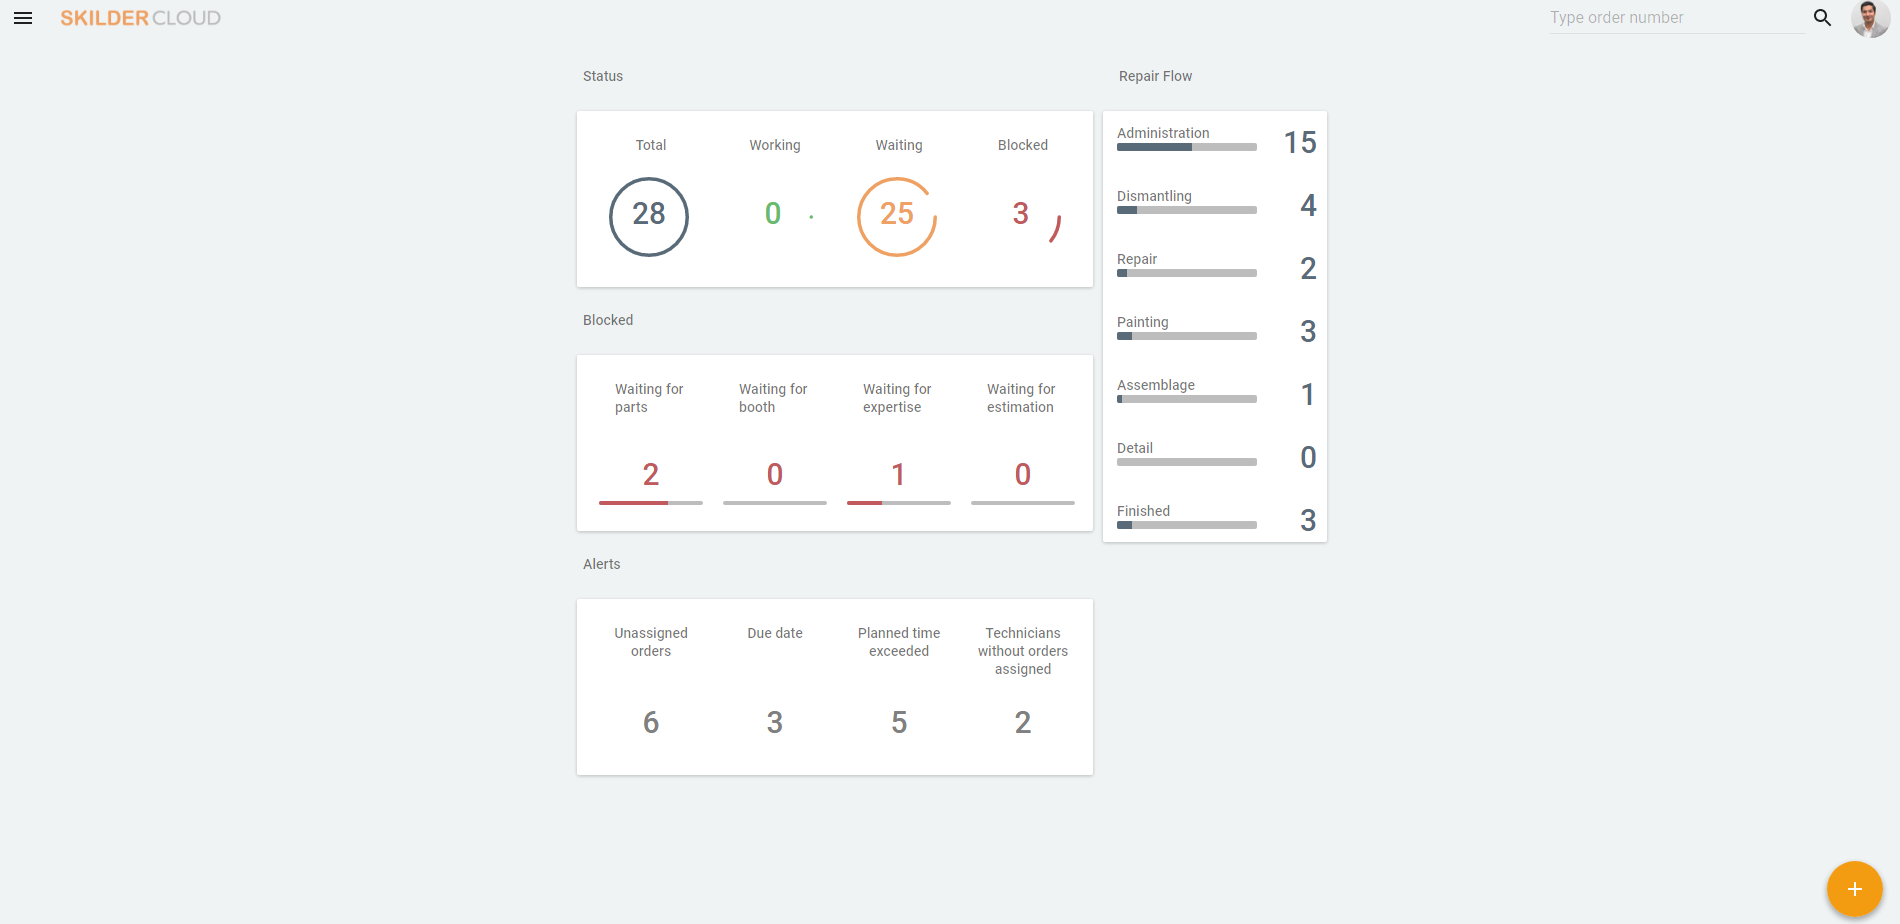 SKILDER CLOUD
Type order number
Status
Total
Working
Waiting
Blocked
28
0
25
3
Blocked
Waiting for
parts
Waiting for
booth
Waiting for
expertise
Waiting for
estimation
2
0
1
0
Alerts
Unassigned
orders
Due date
Planned time
exceeded
Technicians
without orders
assigned
6
3
5
2
Repair Flow
Administration 15
Dismantling 4
Repair 2
Painting 3
Assemblage 1
Detail 0
Finished 3